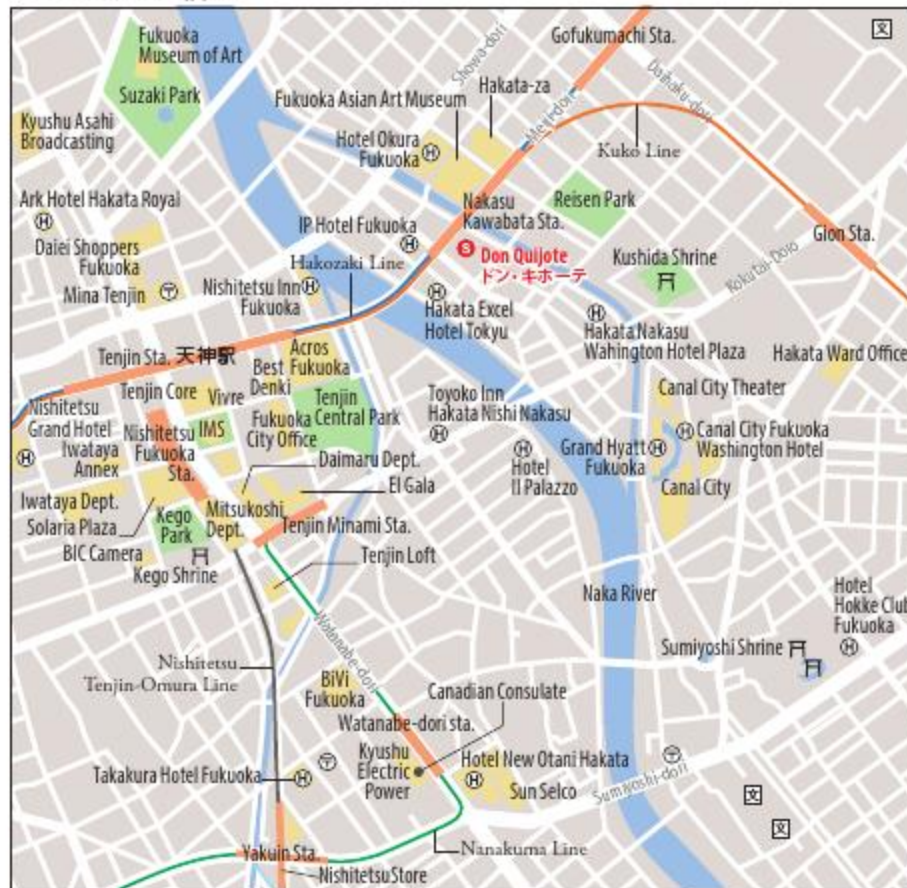 Fukuoka
Museum of Art
Suzaki Park
Kyushu Asahi
Broadcasting
Showa-dori
Gofukumachi Sta.
Daihaku-dori
文
Fukuoka Asian Art Museum
Hakata-za
Meiji-dori
Hotel Okura
Fukuoka
H
Kuko Line
Ark Hotel Hakata Royal
H
Nakasu
Kawabata Sta.
Reisen Park
Gion Sta.
IP Hotel Fukuoka
H
Daiei Shoppers
Fukuoka
S
Don Quijote
ドン・キホーテ
Kushida Shrine
Kokutai-Doio
Hakozaki Line
Mina Tenjin
〒
Nishitetsu Inn
Fukuoka
H
H
Hakata Excel
Hotel Tokyu
H
Hakata Nakasu
Wahington Hotel Plaza
Hakata Ward Office
Tenjin Sta. 天神駅
Acros
Fukuoka
Best
Denki
Tenjin Core
Vivre
Tenjin
Central Park
Toyoko Inn
Hakata Nishi Nakasu
H
Canal City Theater
Nishitetsu
Grand Hotel
H
Nishitetsu
Fukuoka
Sta.
IMS
Fukuoka
City Office
Iwataya
Annex
Daimaru Dept.
Grand Hyatt
Fukuoka
H
H
Canal City Fukuoka
Washington Hotel
H
Hotel
Il Palazzo
El Gala
Canal City
Iwataya Dept.
Solaria Plaza
Kego
Park
Mitsukoshi
Dept.
Tenjin Minami Sta.
BIC Camera
Kego Shrine
Tenjin Loft
Naka River
Hotel
Hokke Club
Fukuoka
H
Watanabe-dori
Sumiyoshi Shrine
Nishitetsu
Tenjin-Omura Line
BiVi
Fukuoka
Canadian Consulate
Watanabe-dori sta.
Kyushu
Electric
Power
〒
Takakura Hotel Fukuoka
H
Hotel New Otani Hakata
H
Sun Selco
〒
Sumiyoshi-dori
文
文
Yakuin Sta.
Nanakuma Line
Nishitetsu Store